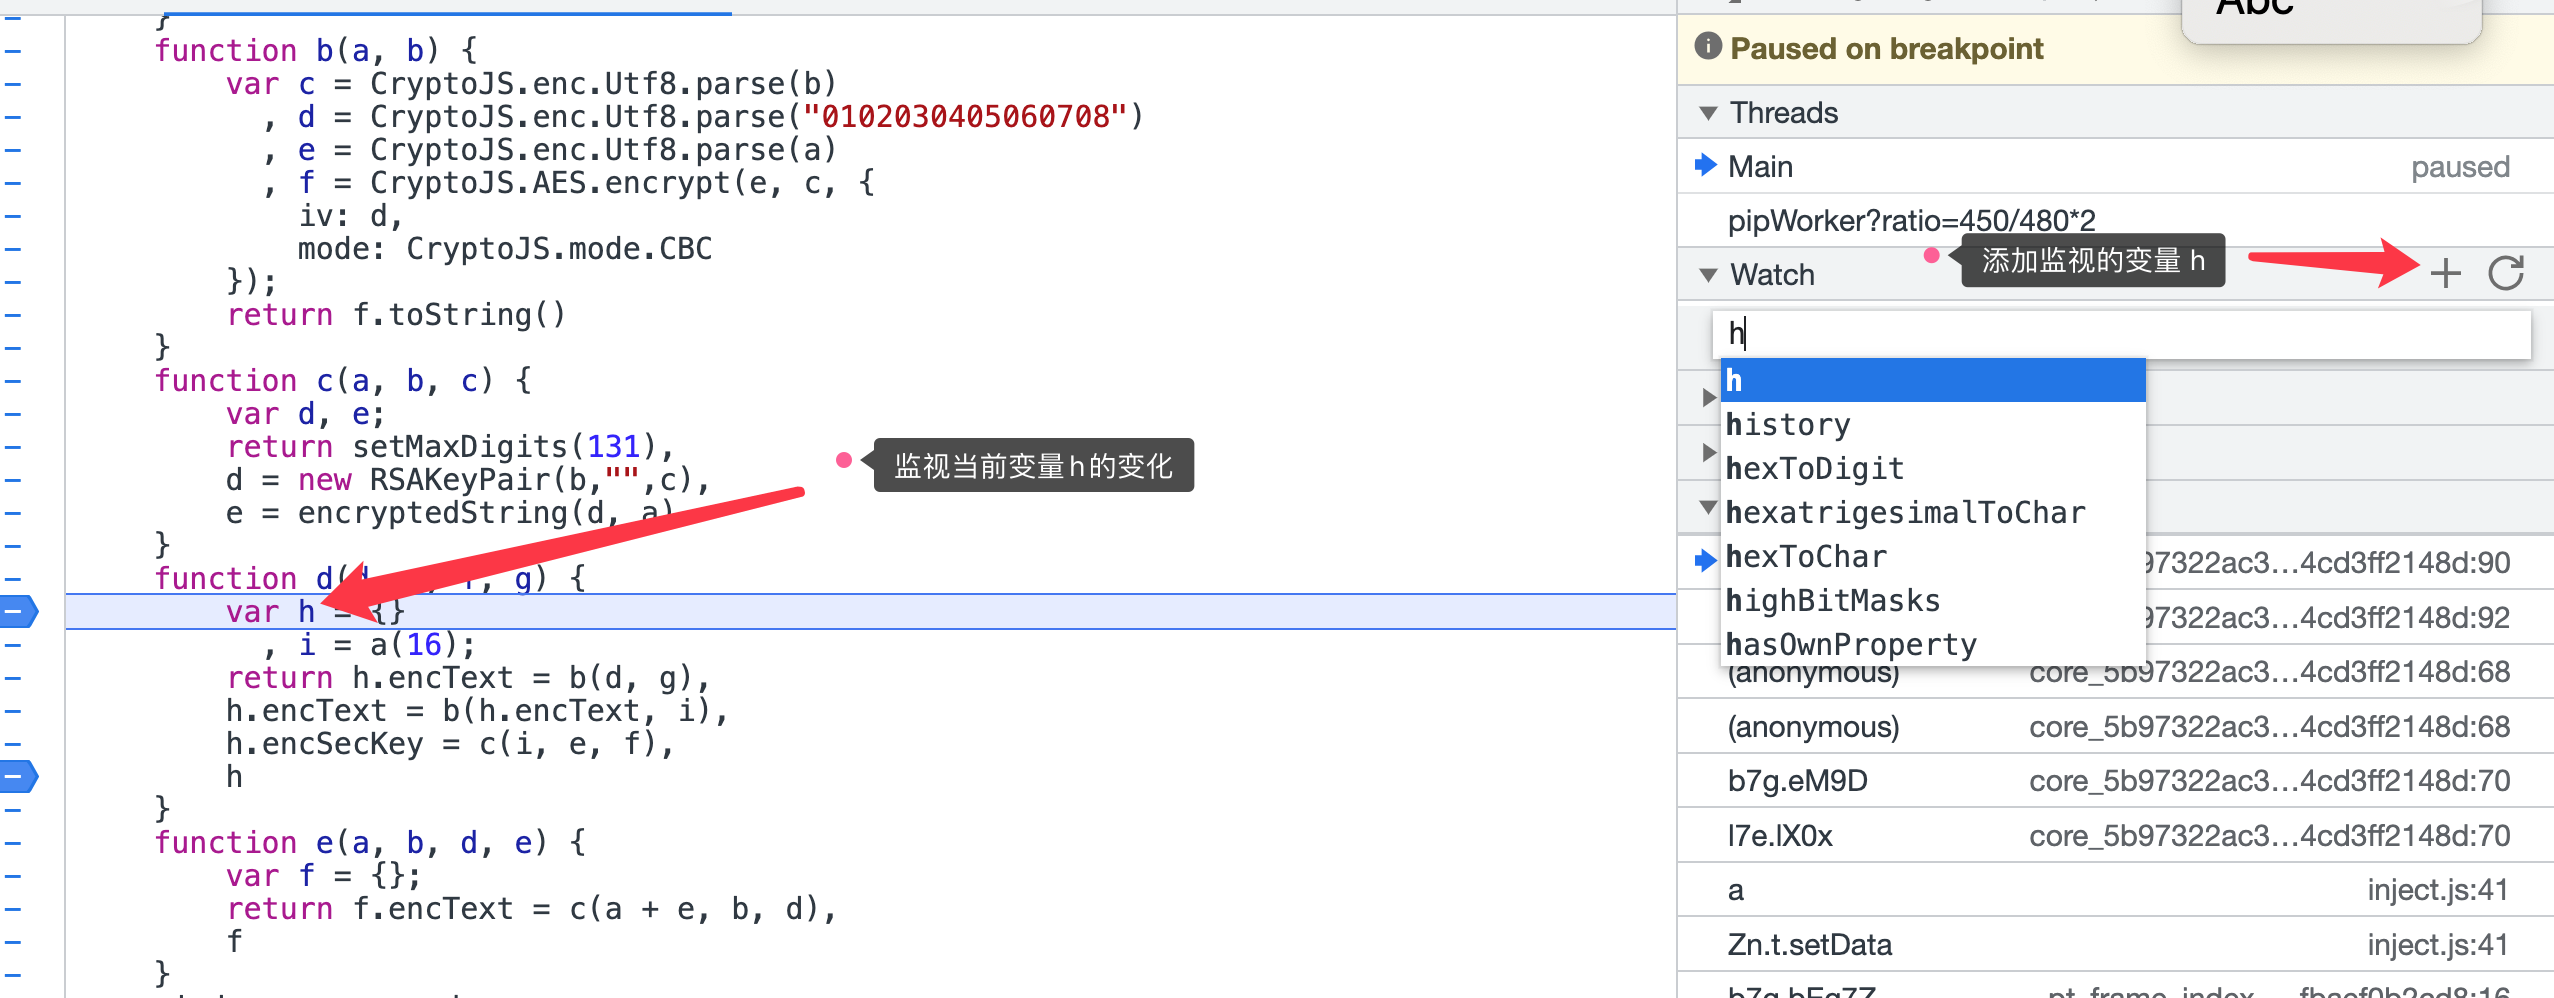 }
function b(a, b) {
var c = CryptoJS.enc.Utf8.parse(b)
, d = CryptoJS.enc.Utf8.parse("0102030405060708")
, e = CryptoJS.enc.Utf8.parse(a)
, f = CryptoJS.AES.encrypt(e, c, {
iv: d,
mode: CryptoJS.mode.CBC
});
return f.toString()
}
function c(a, b, c) {
var d, e;
return setMaxDigits(131),
d = new RSAKeyPair(b,"",c),
e = encryptedString(d, a)
}
监视当前变量h的变化
function d(d, g) {
var h = {}
, i = a(16);
return h.encText = b(d, g),
h.encText = b(h.encText, i),
h.encSecKey = c(i, e, f),
h
}
function e(a, b, d, e) {
var f = {};
return f.encText = c(a + e, b, d),
f
}
Abc
Paused on breakpoint
Threads
Main paused
pipWorker?ratio=450/480*2
Watch
添加监视的变量 h
h
h
history
hexToDigit
hexatrigesimalToChar
hexToChar
highBitMasks
hasOwnProperty
97322ac3…4cd3ff2148d:90
97322ac3…4cd3ff2148d:92
(anonymous) core_5b97322ac3…4cd3ff2148d:68
(anonymous) core_5b97322ac3…4cd3ff2148d:68
b7g.eM9D core_5b97322ac3…4cd3ff2148d:70
l7e.lX0x core_5b97322ac3…4cd3ff2148d:70
a inject.js:41
Zn.t.setData inject.js:41